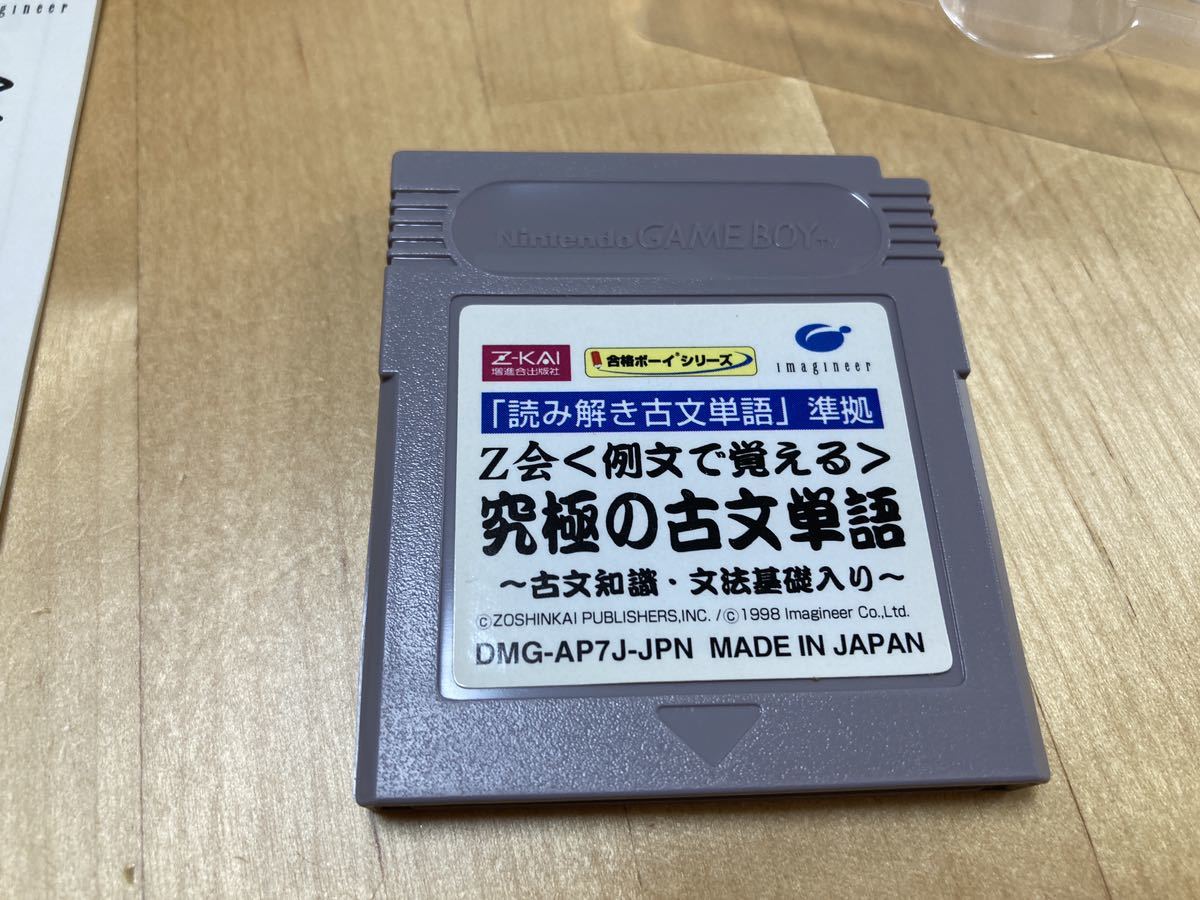 gineer
Nintendo GAME BOY TM
Z-KAI
増進会出版社
合格ボーイ®シリーズ
imagineer
「読み解き古文単語」準拠
Z会<例文で覚える>
究極の古文単語
～古文知識・文法基礎入り～
©ZOSHINKAI PUBLISHERS,INC. /©1998 Imagineer Co.,Ltd.
DMG-AP7J-JPN MADE IN JAPAN